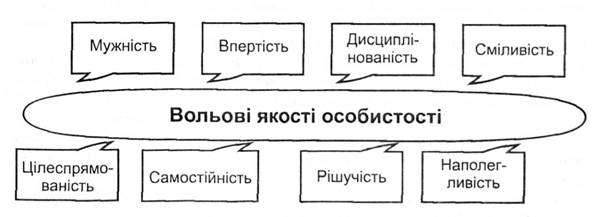 Мужність
Впертість
Дисциплі-
нованість
Сміливість
Вольові якості особистості
Цілеспрямо-
ваність
Самостійність
Рішучість
Наполег-
ливість